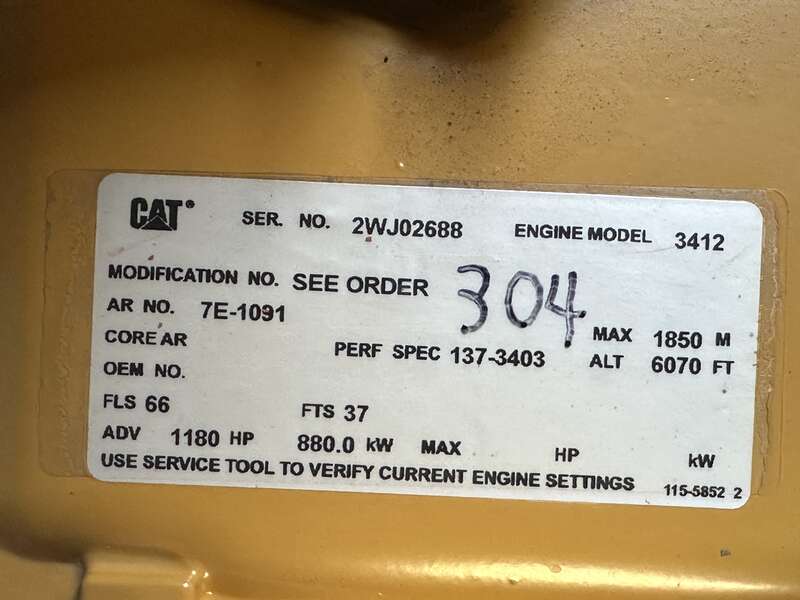 CAT® SER. NO. 2WJ02688 ENGINE MODEL 3412
MODIFICATION NO. SEE ORDER 304
AR NO. 7E-1091
CORE AR PERF SPEC 137-3403 MAX 1850 M
OEM NO. ALT 6070 FT
FLS 66 FTS 37
ADV 1180 HP 880.0 kW MAX HP kW
USE SERVICE TOOL TO VERIFY CURRENT ENGINE SETTINGS 115-5852 2